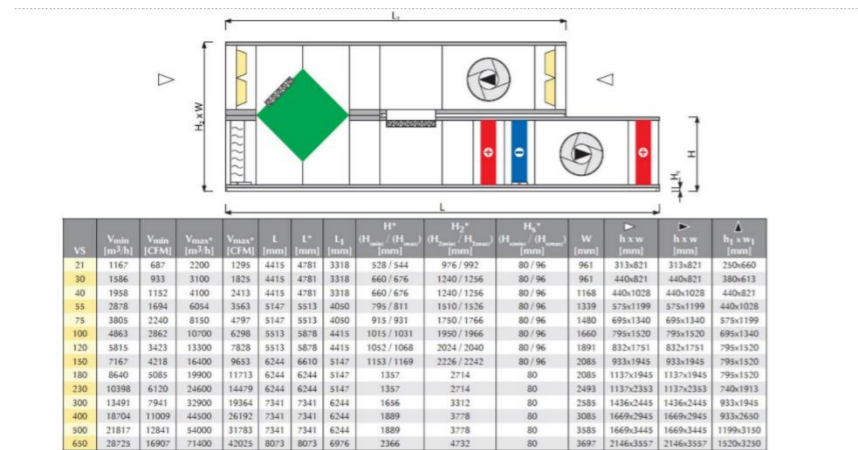 L₁
H₂ x W
H
Hₛ
L
VS Vmin [m³/h] Vmin [CFM] Vmax* [m³/h] Vmax* [CFM] L [mm] L* [mm] L₁ [mm] H* (H(min) / (H(max)) [mm] H₂* (H₂(min) / H₂(max)) [mm] Hₛ* (Hₛ(min) / (Hₛ(max)) [mm] W [mm] h x w [mm] h x w [mm] h₁ x w₁ [mm]
21 1167 687 2200 1295 4415 4781 3318 528 / 544 976 / 992 80 / 96 961 313x821 313x821 250x660
30 1586 933 3100 1825 4415 4781 3318 660 / 676 1240 / 1256 80 / 96 961 440x821 440x821 380x613
40 1958 1152 4100 2413 4415 4781 3318 660 / 676 1240 / 1256 80 / 96 1168 440x1028 440x1028 440x821
55 2878 1694 6054 3563 5147 5513 4050 795 / 811 1510 / 1526 80 / 96 1339 575x1199 575x1199 440x1028
75 3805 2240 8150 4797 5147 5513 4050 915 / 931 1750 / 1766 80 / 96 1480 695x1340 695x1340 575x1199
100 4863 2862 10700 6298 5513 5878 4415 1015 / 1031 1950 / 1966 80 / 96 1660 795x1520 795x1520 695x1340
120 5815 3423 13300 7828 5513 5878 4415 1052 / 1068 2024 / 2040 80 / 96 1891 832x1751 832x1751 795x1520
150 7167 4218 16400 9653 6244 6610 5147 1153 / 1169 2226 / 2242 80 / 96 2085 933x1945 933x1945 795x1520
180 8640 5085 19900 11713 6244 6244 5147 1357 2714 80 2085 1137x1945 1137x1945 795x1520
230 10398 6120 24600 14479 6244 6244 5147 1357 2714 80 2493 1137x2353 1137x2353 740x1913
300 13491 7941 32900 19364 7341 7341 6244 1656 3312 80 2585 1436x2445 1436x2445 933x1945
400 18704 11009 44500 26192 7341 7341 6244 1889 3778 80 3085 1669x2945 1669x2945 933x2650
500 21817 12841 54000 31783 7341 7341 6244 1889 3778 80 3585 1669x3445 1669x3445 1199x3150
650 28725 16907 71400 42025 8073 8073 6976 2366 4732 80 3697 2146x3557 2146x3557 1520x3250